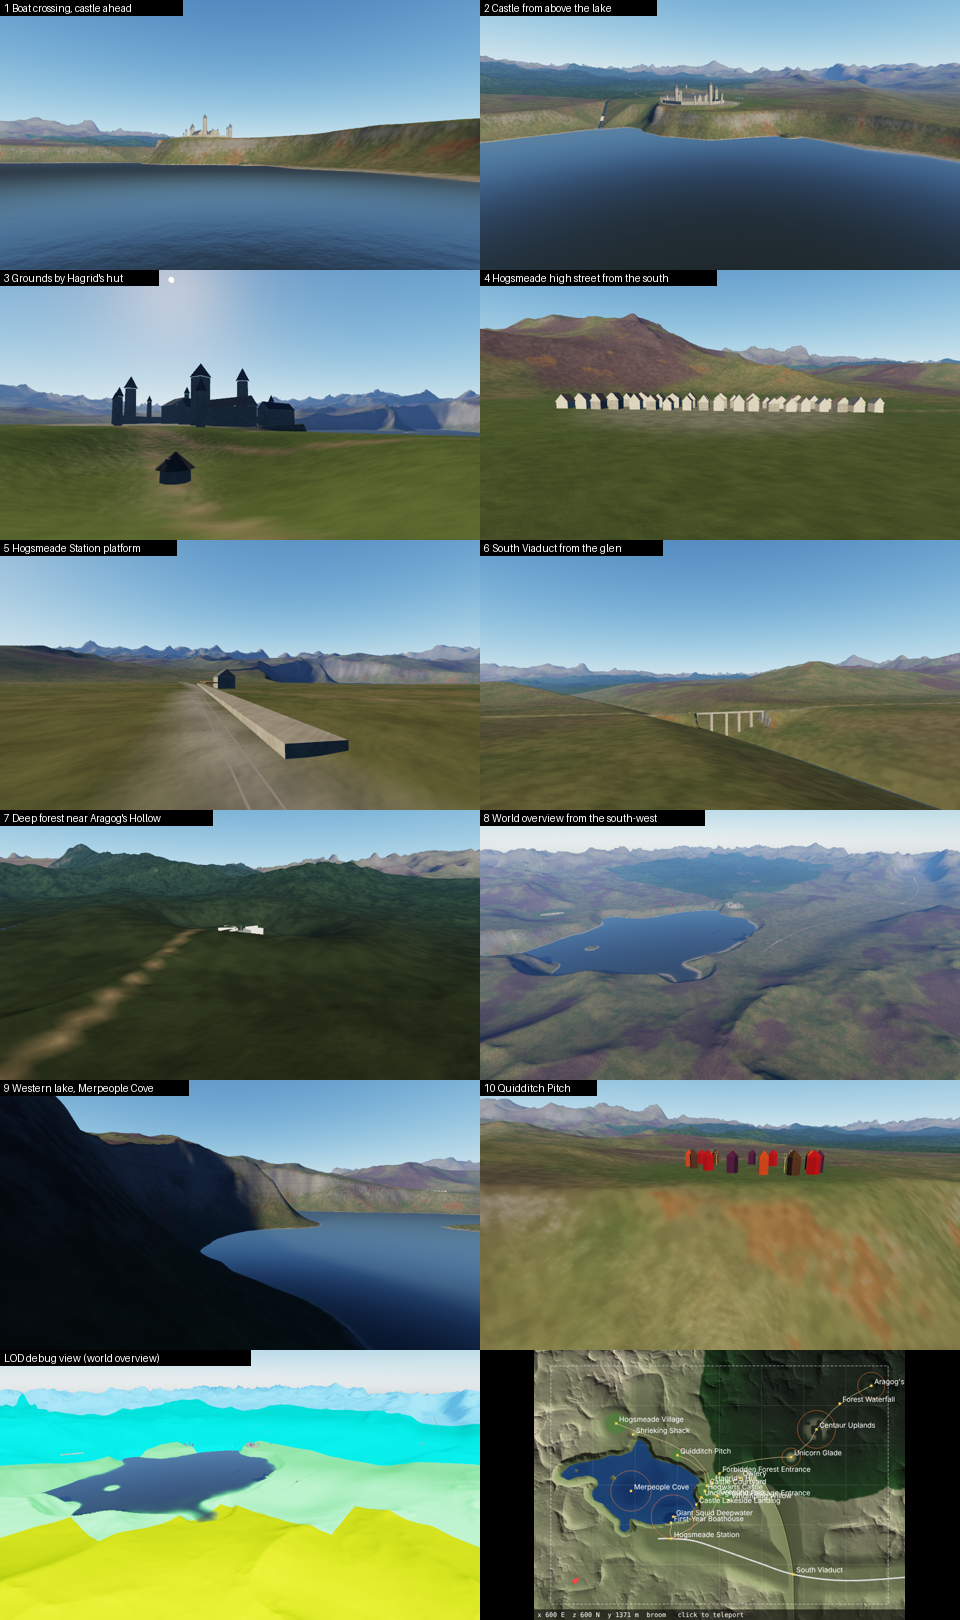 1 Boat crossing, castle ahead
2 Castle from above the lake
3 Grounds by Hagrid's hut
4 Hogsmeade high street from the south
5 Hogsmeade Station platform
6 South Viaduct from the glen
7 Deep forest near Aragog's Hollow
8 World overview from the south-west
9 Western lake, Merpeople Cove
10 Quidditch Pitch
LOD debug view (world overview)
Aragog's
Forest Waterfall
Hogsmeade Village
Centaur Uplands
Shrieking Shack
Quidditch Pitch
Unicorn Glade
Forbidden Forest Entrance
Merpeople Cove
Castle Lakeside Landing
Giant Squid Deepwater
First-Year Boathouse
Hogsmeade Station
South Viaduct
x 600 E z 600 N y 1371 m broom click to teleport